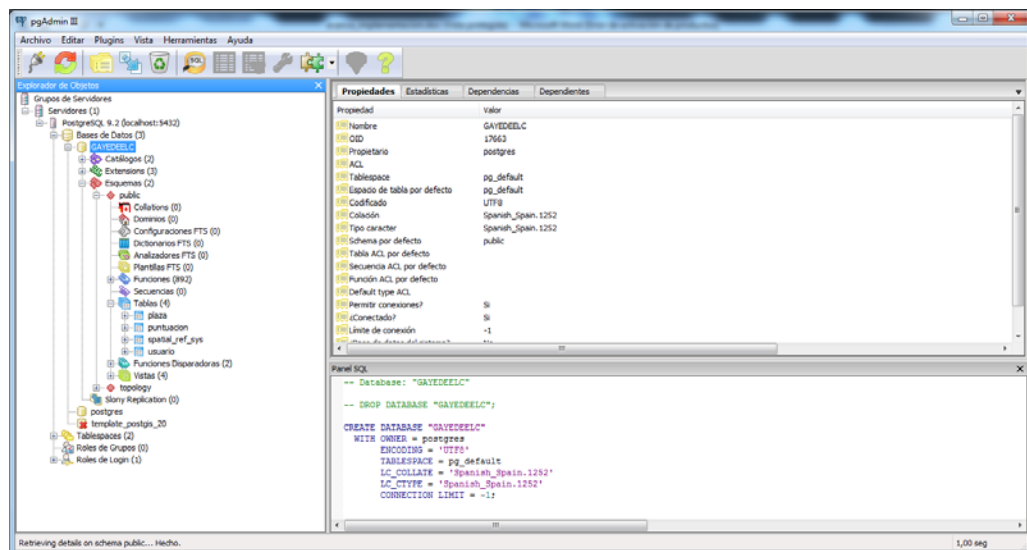 pgAdmin III
Archivo Editar Plugins Vista Herramientas Ayuda
SQL
Explorador de Objetos
Grupos de Servidores
Servidores (1)
PostgreSQL 9.2 (localhost:5432)
Bases de Datos (3)
GAYEDEELC
Catálogos (2)
Extensions (3)
Esquemas (2)
public
Collations (0)
Dominios (0)
Configuraciones FTS (0)
Dictionarios FTS (0)
Analizadores FTS (0)
Plantillas FTS (0)
Funciones (892)
Secuencias (0)
Tablas (4)
plaza
puntuacion
spatial_ref_sys
usuario
Funciones Disparadoras (2)
Vistas (4)
topology
Slony Replication (0)
postgres
template_postgis_20
Tablespaces (2)
Roles de Grupos (0)
Roles de Login (1)
Propiedades Estadísticas Dependencias Dependientes
Propiedad Valor
Nombre GAYEDEELC
OID 17663
Propietario postgres
ACL
Tablespace pg_default
Espacio de tabla por defecto pg_default
Codificado UTF8
Colación Spanish_Spain.1252
Tipo caracter Spanish_Spain.1252
Schema por defecto public
Tabla ACL por defecto
Secuencia ACL por defecto
Función ACL por defecto
Default type ACL
Permitir conexiones? Si
¿Conectado? Si
Límite de conexión -1
Panel SQL
-- Database: "GAYEDEELC"
-- DROP DATABASE "GAYEDEELC";
CREATE DATABASE "GAYEDEELC"
WITH OWNER = postgres
ENCODING = 'UTF8'
TABLESPACE = pg_default
LC_COLLATE = 'Spanish_Spain.1252'
LC_CTYPE = 'Spanish_Spain.1252'
CONNECTION LIMIT = -1;
Retrieving details on schema public... Hecho. 1,00 seg